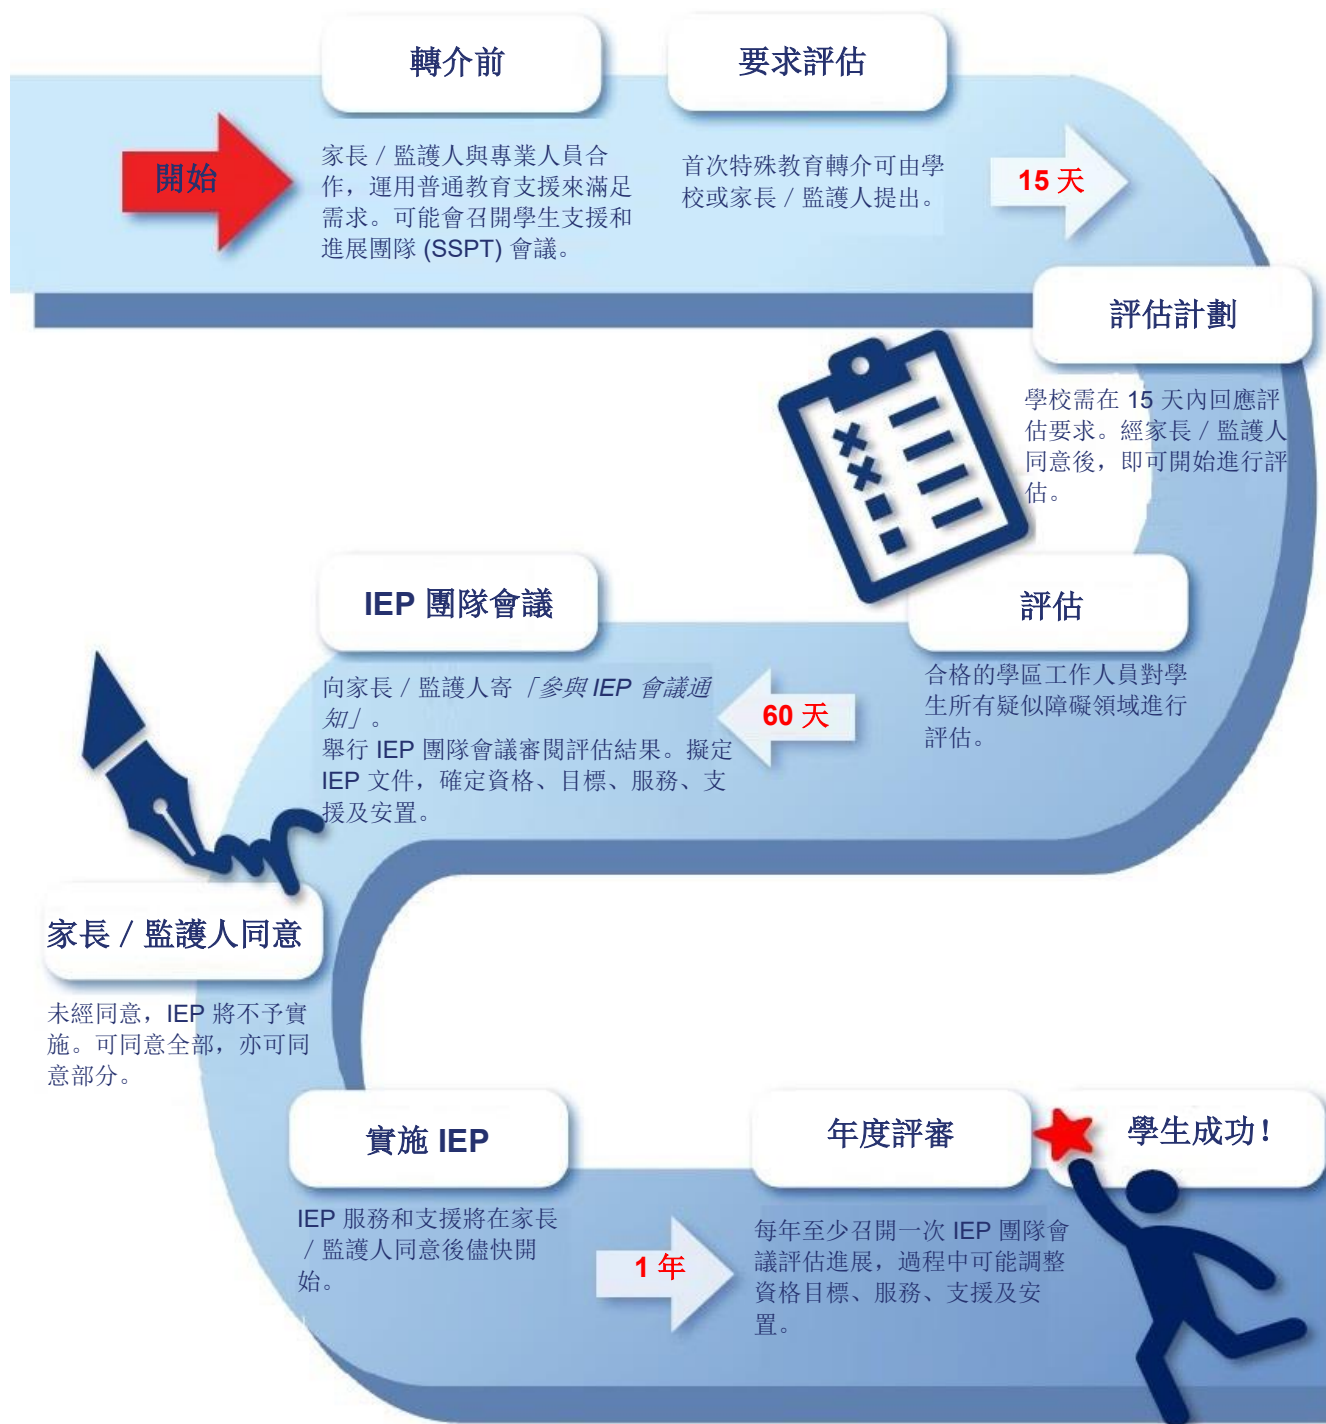 轉介前
要求評估
開始
家長／監護人與專業人員合
作，運用普通教育支援來滿足
需求。可能會召開學生支援和
進展團隊 (SSPT) 會議。
首次特殊教育轉介可由學
校或家長／監護人提出。
15 天
評估計劃
學校需在 15 天內回應評
估要求。經家長／監護人
同意後，即可開始進行評
估。
評估
合格的學區工作人員對學
生所有疑似障礙領域進行
評估。
60 天
IEP 團隊會議
向家長／監護人寄「參與 IEP 會議通
知」。
舉行 IEP 團隊會議審閱評估結果。擬定
IEP 文件，確定資格、目標、服務、支
援及安置。
家長／監護人同意
未經同意，IEP 將不予實
施。可同意全部，亦可同
意部分。
實施 IEP
IEP 服務和支援將在家長
／監護人同意後儘快開
始。
1 年
年度評審
每年至少召開一次 IEP 團隊會
議評估進展，過程中可能調整
資格目標、服務、支援及安
置。
學生成功！